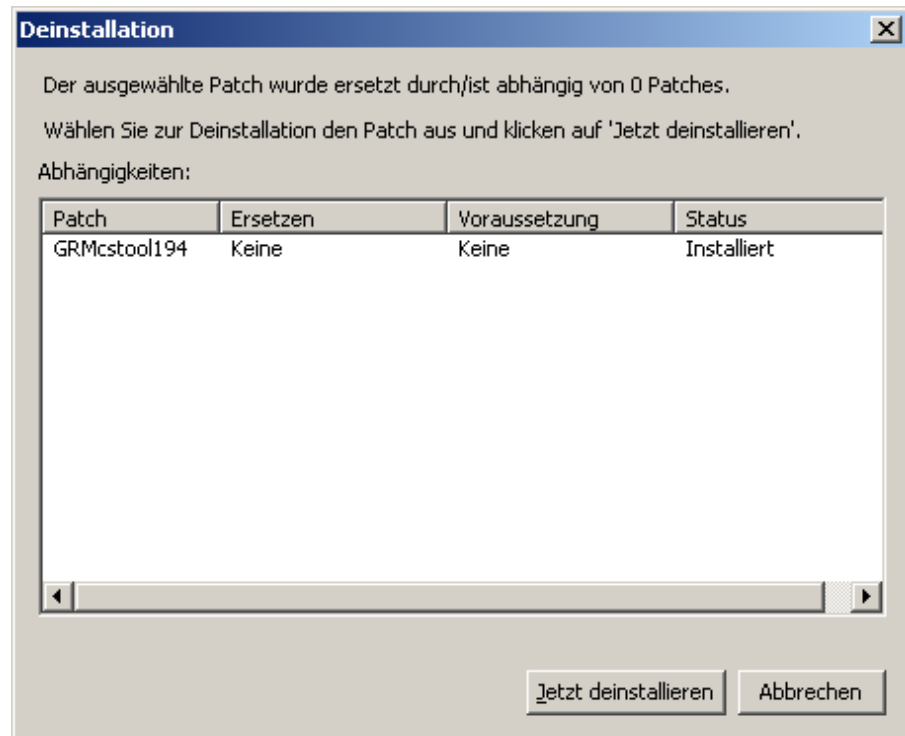 Deinstallation
Der ausgewählte Patch wurde ersetzt durch/ist abhängig von 0 Patches.
Wählen Sie zur Deinstallation den Patch aus und klicken auf 'Jetzt deinstallieren'.
Abhängigkeiten:
Patch Ersetzen Voraussetzung Status
GRMcstool194 Keine Keine Installiert
Jetzt deinstallieren Abbrechen